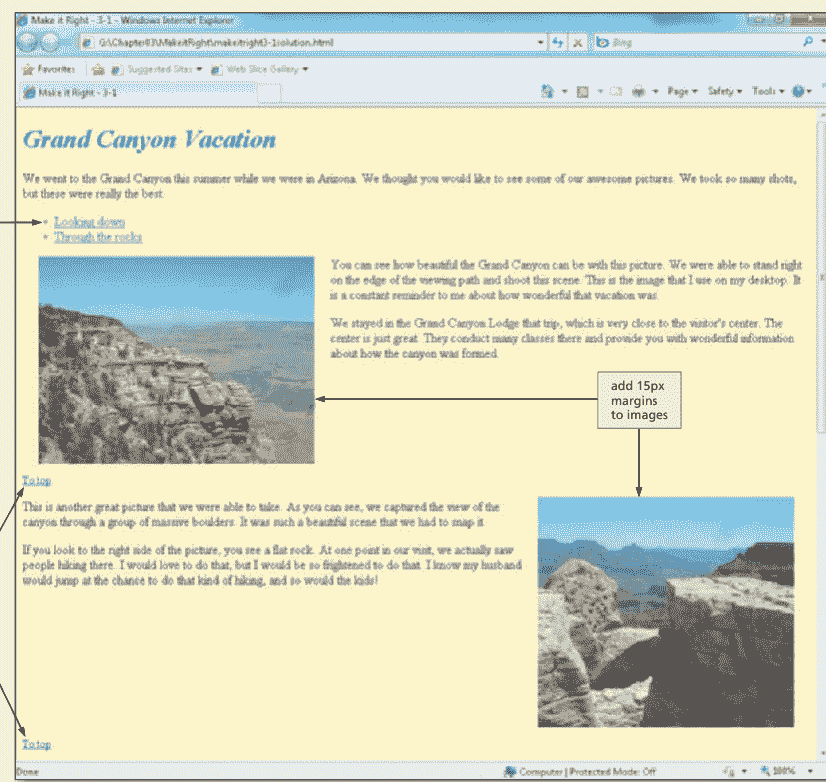 Make it Right - 3-1 - Windows Internet Explorer
G:\Chapter03\MakeitRight\makeitright3-1solution.html
Bing
Favorites
Suggested Sites
Web Slice Gallery
Make it Right - 3-1
Page
Safety
Tools
Grand Canyon Vacation
We went to the Grand Canyon this summer while we were in Arizona. We thought you would like to see some of our awesome pictures. We took so many shots,
but these were really the best.
Looking down
Through the rocks
You can see how beautiful the Grand Canyon can be with this picture. We were able to stand right
on the edge of the viewing path and shoot this scene. This is the image that I use on my desktop. It
is a constant reminder to me about how wonderful that vacation was.
We stayed in the Grand Canyon Lodge that trip, which is very close to the visitor's center. The
center is just great. They conduct many classes there and provide you with wonderful information
about how the canyon was formed.
add 15px
margins
to images
To top
This is another great picture that we were able to take. As you can see, we captured the view of the
canyon through a group of massive boulders. It was such a beautiful scene that we had to snap it.
If you look to the right side of the picture, you see a flat rock. At one point in our visit, we actually saw
people hiking there. I would love to do that, but I would be so frightened to do that. I know my husband
would jump at the chance to do that kind of hiking, and so would the kids!
To top
Done
Computer | Protected Mode: Off
100%